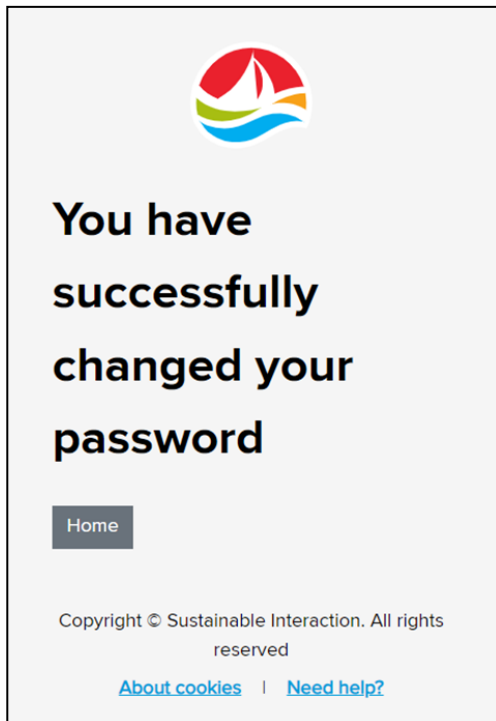 You have
successfully
changed your
password
Home
Copyright © Sustainable Interaction. All rights
reserved
About cookies | Need help?